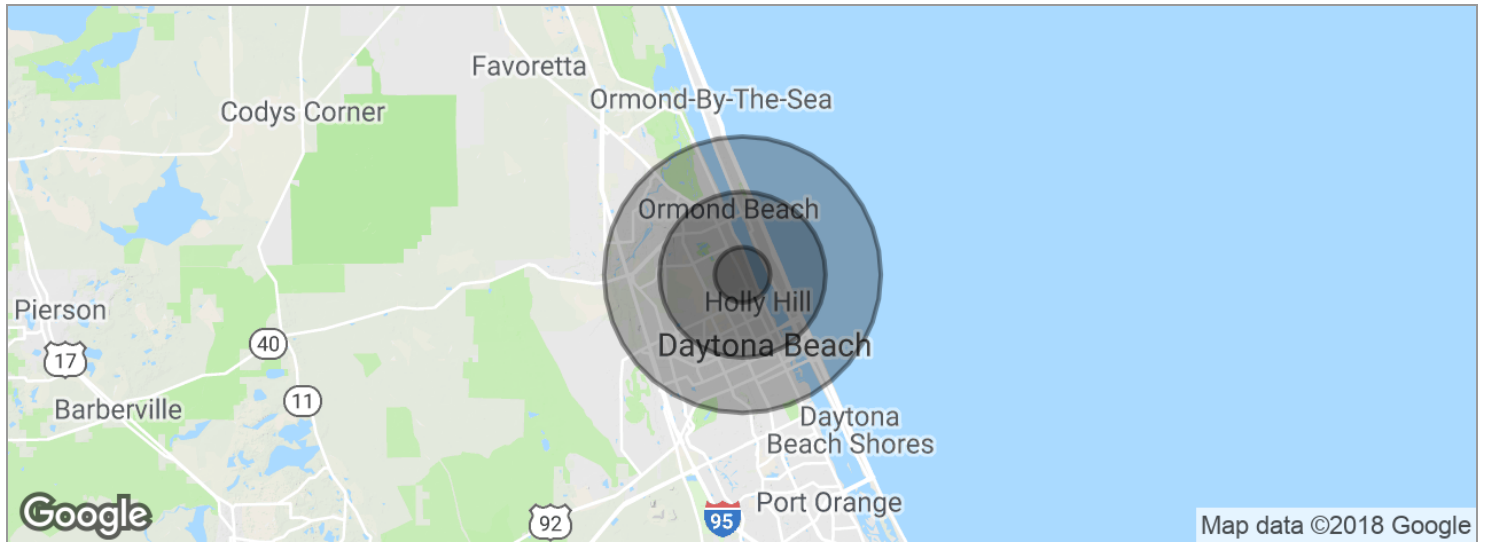 Favoretta
Ormond-By-The-Sea
Codys Corner
Ormond Beach
Holly Hill
Pierson
40
Daytona Beach
17
11
Barberville
Daytona
Beach Shores
Port Orange
Google
92
95
Map data ©2018 Google